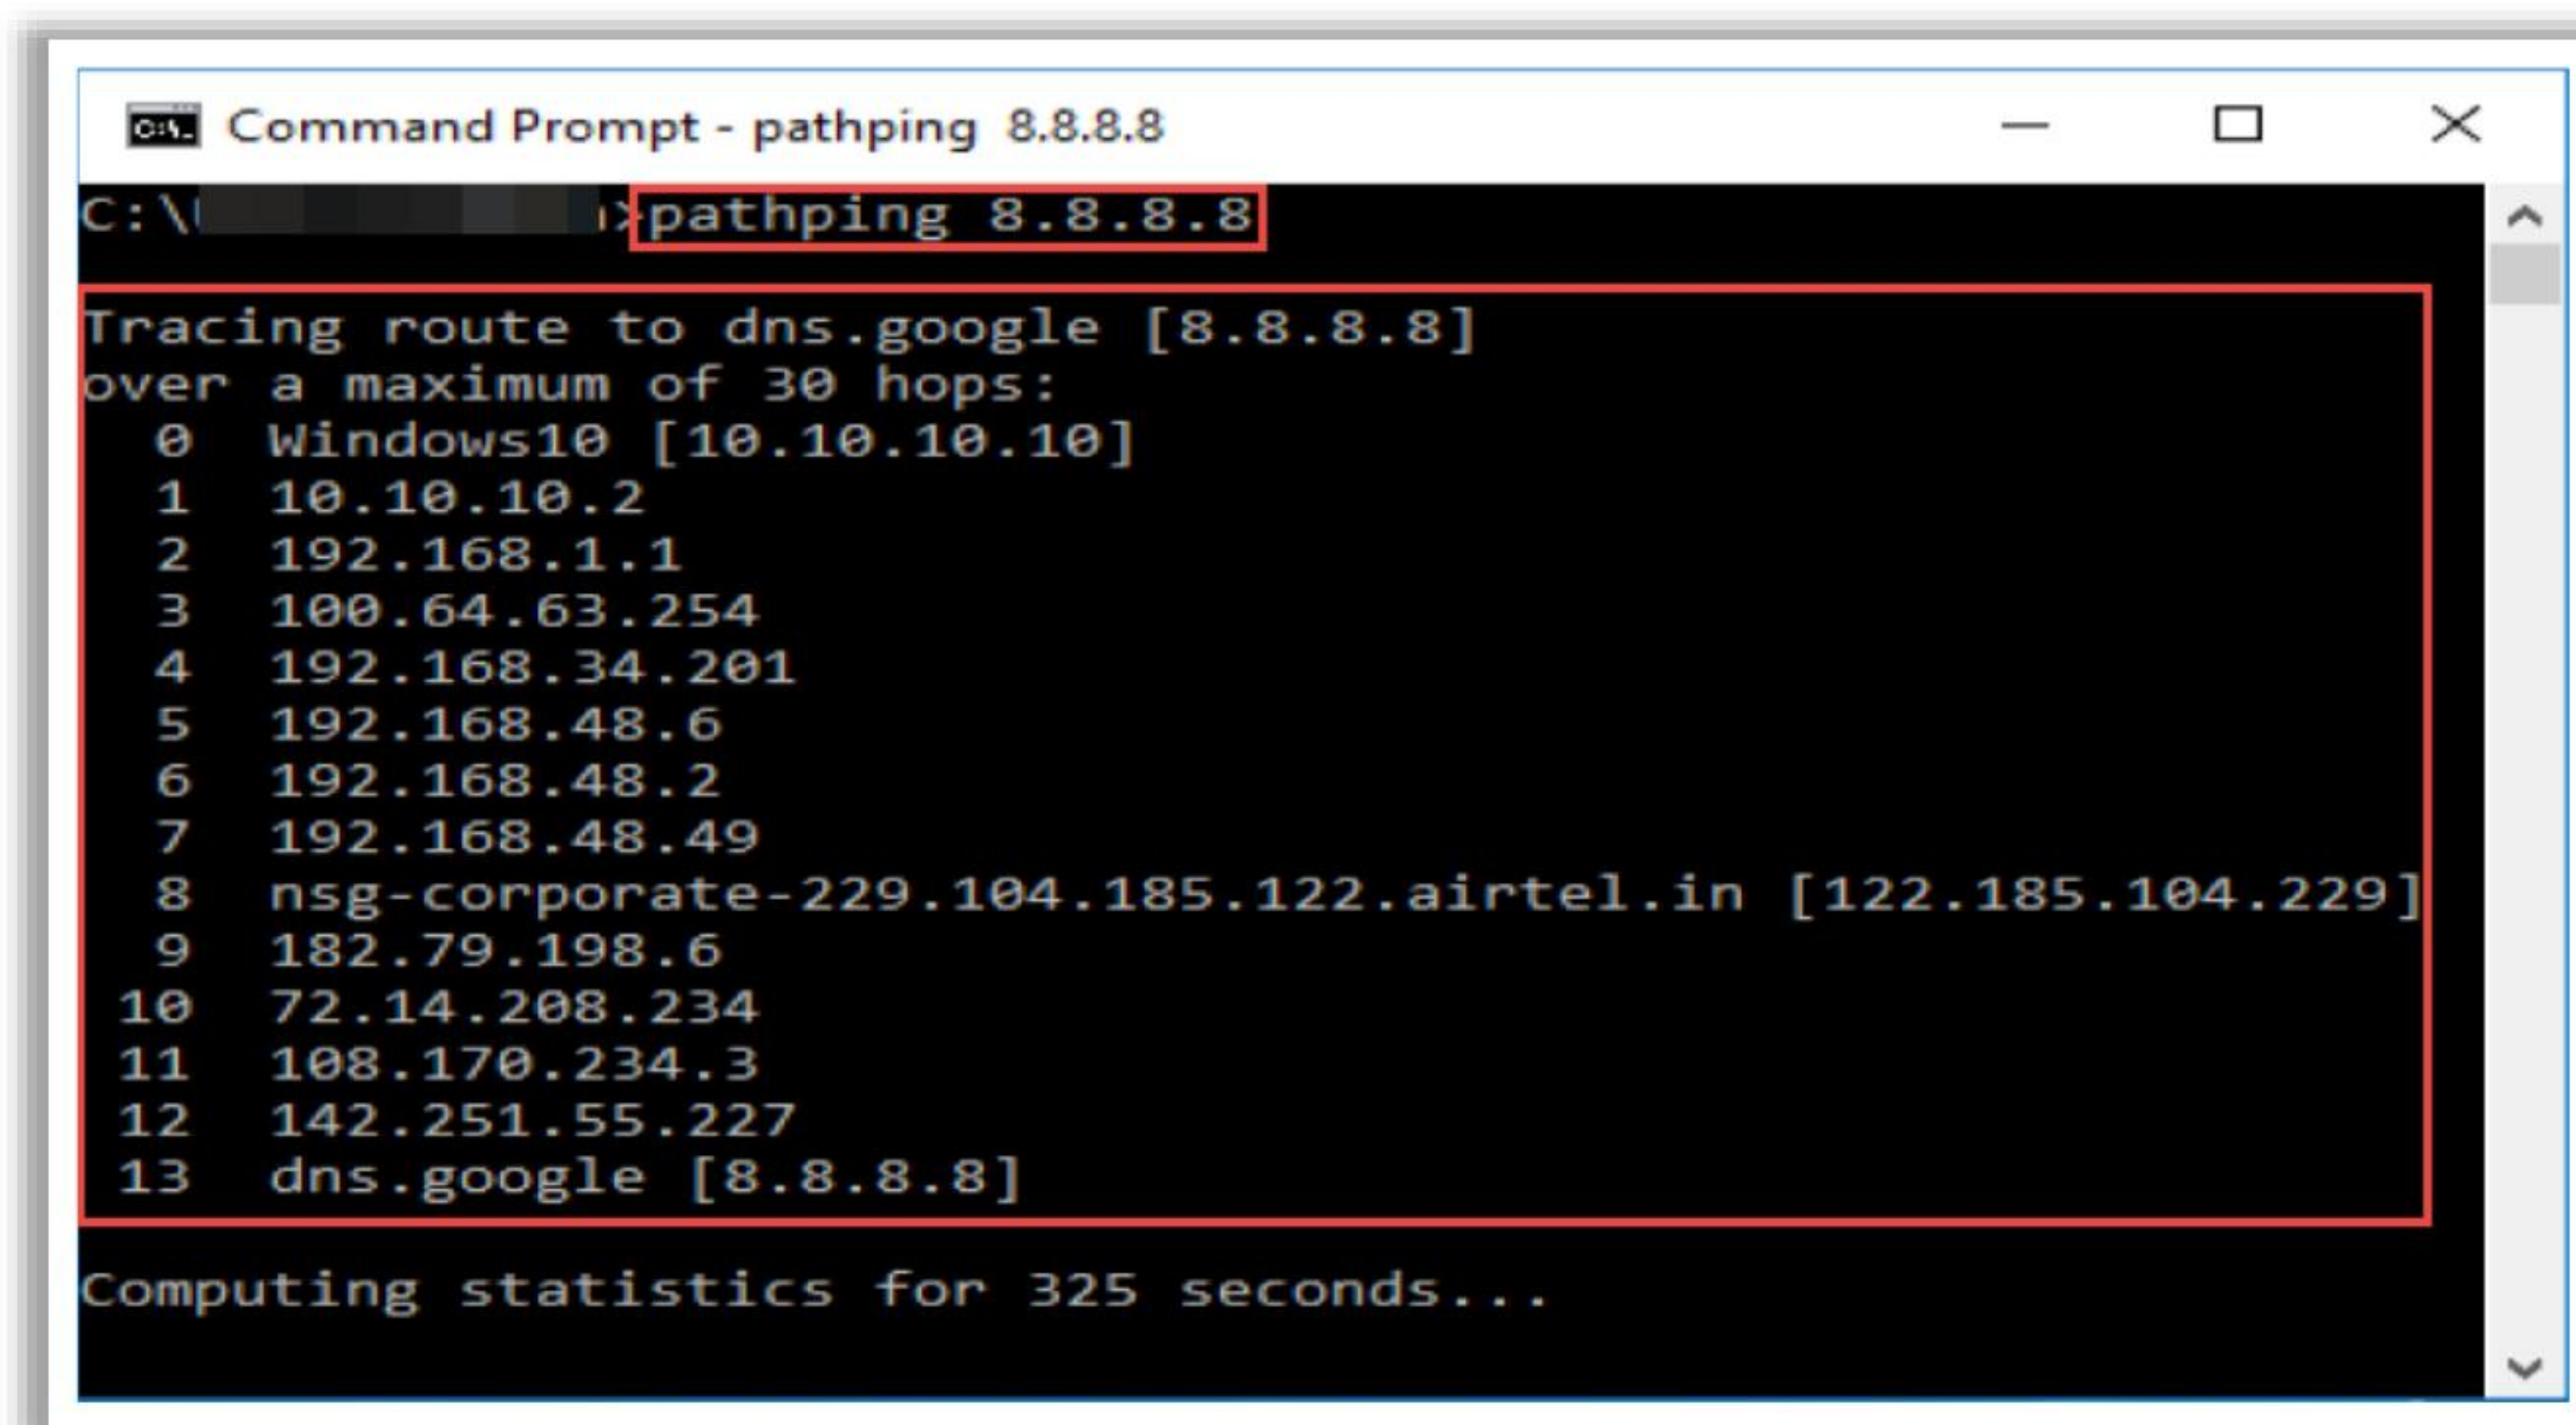 Command Prompt - pathping 8.8.8.8
C:\>pathping 8.8.8.8
Tracing route to dns.google [8.8.8.8]
over a maximum of 30 hops:
0 Windows10 [10.10.10.10]
1 10.10.10.2
2 192.168.1.1
3 100.64.63.254
4 192.168.34.201
5 192.168.48.6
6 192.168.48.2
7 192.168.48.49
8 nsg-corporate-229.104.185.122.airtel.in [122.185.104.229]
9 182.79.198.6
10 72.14.208.234
11 108.170.234.3
12 142.251.55.227
13 dns.google [8.8.8.8]
Computing statistics for 325 seconds...